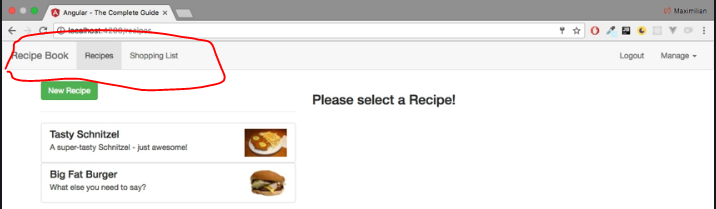 Angular - The Complete Guide
Maximilian
localhost:4200/recipes
Recipe Book Recipes Shopping List Logout Manage
New Recipe
Please select a Recipe!
Tasty Schnitzel
A super-tasty Schnitzel - just awesome!
Big Fat Burger
What else you need to say?